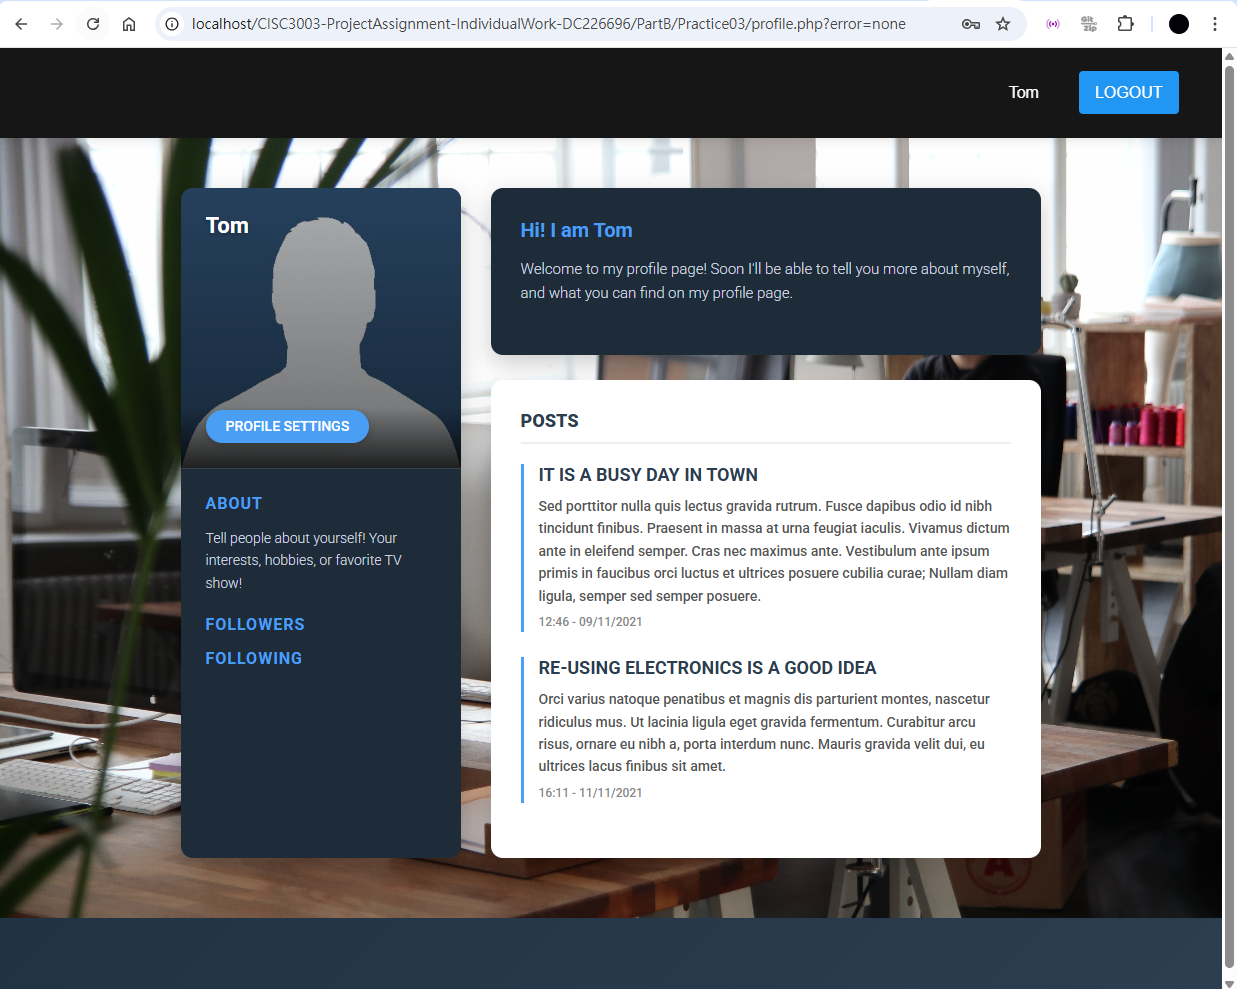 localhost/CISC3003-ProjectAssignment-IndividualWork-DC226696/PartB/Practice03/profile.php?error=none
Git
Zip
Tom
LOGOUT
Tom
PROFILE SETTINGS
ABOUT
Tell people about yourself! Your
interests, hobbies, or favorite TV
show!
FOLLOWERS
FOLLOWING
Hi! I am Tom
Welcome to my profile page! Soon I'll be able to tell you more about myself,
and what you can find on my profile page.
POSTS
IT IS A BUSY DAY IN TOWN
Sed porttitor nulla quis lectus gravida rutrum. Fusce dapibus odio id nibh
tincidunt finibus. Praesent in massa at urna feugiat iaculis. Vivamus dictum
ante in eleifend semper. Cras nec maximus ante. Vestibulum ante ipsum
primis in faucibus orci luctus et ultrices posuere cubilia curae; Nullam diam
ligula, semper sed semper posuere.
12:46 - 09/11/2021
RE-USING ELECTRONICS IS A GOOD IDEA
Orci varius natoque penatibus et magnis dis parturient montes, nascetur
ridiculus mus. Ut lacinia ligula eget gravida fermentum. Curabitur arcu
risus, ornare eu nibh a, porta interdum nunc. Mauris gravida velit dui, eu
ultrices lacus finibus sit amet.
16:11 - 11/11/2021